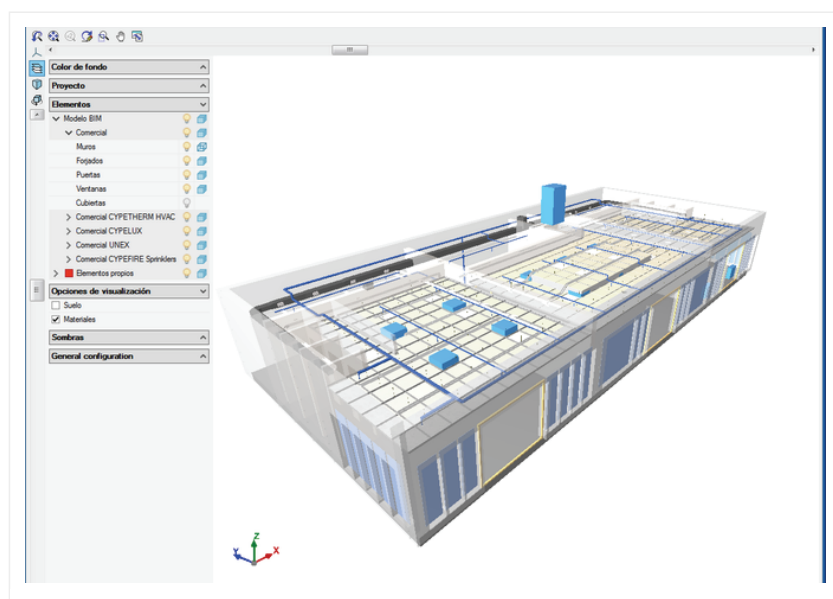 Color de fondo
Proyecto
Elementos
Modelo BIM
Comercial
Muros
Forjados
Puertas
Ventanas
Cubiertas
Comercial CYPETHERM HVAC
Comercial CYPELUX
Comercial UNEX
Comercial CYPEFIRE Sprinklers
Elementos propios
Opciones de visualización
Suelo
Materiales
Sombras
General configuration
Z
Y
X